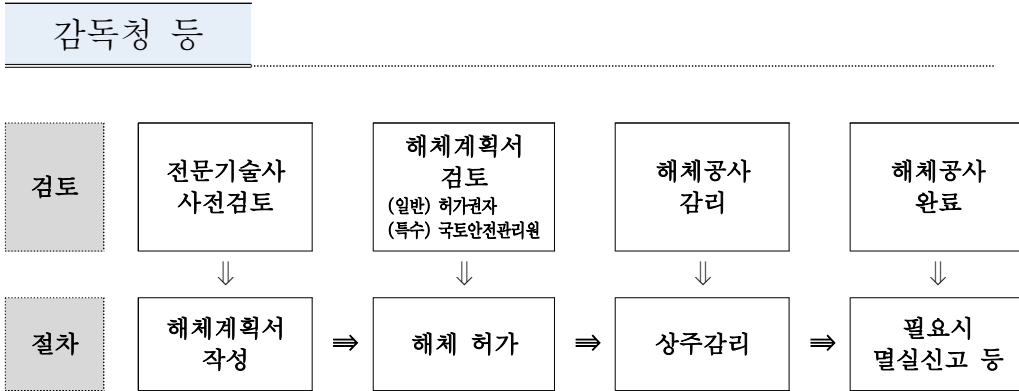 감독청 등
검토
전문기술사
사전검토
해체계획서
검토
(일반) 허가권자
(특수) 국토안전관리원
해체공사
감리
해체공사
완료
⇓ ⇓ ⇓ ⇓
절차
해체계획서
작성
⇛
해체 허가
⇛
상주감리
⇛
필요시
멸실신고 등